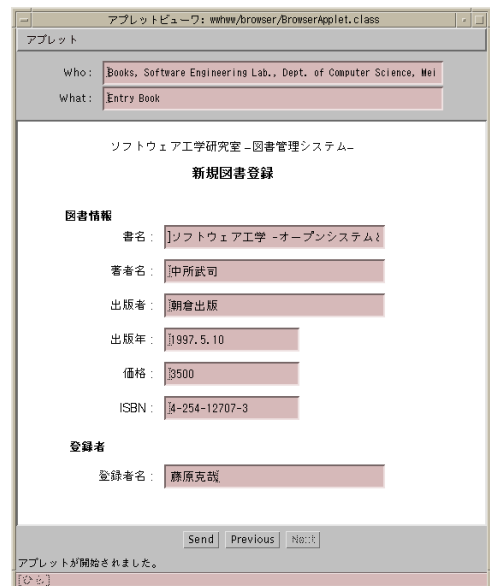 アプレットビューワ: wwhww/browser/BrowserApplet.class
アプレット
Who: Books, Software Engineering Lab., Dept. of Computer Science, Mei
What: Entry Book
ソフトウェア工学研究室 –図書管理システム–
新規図書登録
図書情報
書名: ソフトウェア工学 -オープンシステムと
著者名: 中所武司
出版者: 朝倉出版
出版年: 1997.5.10
価格: 3500
ISBN: 4-254-12707-3
登録者
登録者名: 藤原克哉
Send Previous Next
アプレットが開始されました。
[ひら]